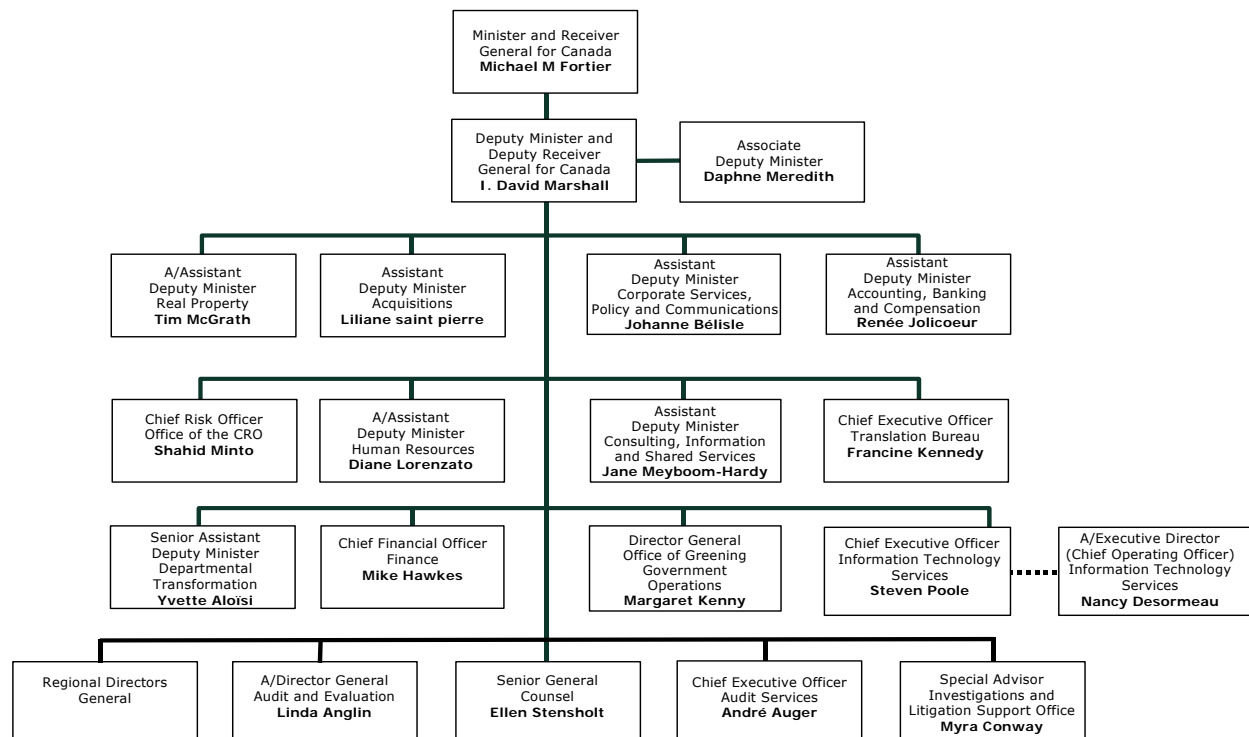 Minister and Receiver
General for Canada
Michael M Fortier
Deputy Minister and
Deputy Receiver
General for Canada
I. David Marshall
Associate
Deputy Minister
Daphne Meredith
A/Assistant
Deputy Minister
Real Property
Tim McGrath
Assistant
Deputy Minister
Acquisitions
Liliane saint pierre
Assistant
Deputy Minister
Corporate Services,
Policy and Communications
Johanne Bélisle
Assistant
Deputy Minister
Accounting, Banking
and Compensation
Renée Jolicoeur
Chief Risk Officer
Office of the CRO
Shahid Minto
A/Assistant
Deputy Minister
Human Resources
Diane Lorenzato
Assistant
Deputy Minister
Consulting, Information
and Shared Services
Jane Meyboom-Hardy
Chief Executive Officer
Translation Bureau
Francine Kennedy
Senior Assistant
Deputy Minister
Departmental
Transformation
Yvette Aloïsi
Chief Financial Officer
Finance
Mike Hawkes
Director General
Office of Greening
Government
Operations
Margaret Kenny
Chief Executive Officer
Information Technology
Services
Steven Poole
A/Executive Director
(Chief Operating Officer)
Information Technology
Services
Nancy Desormeau
Regional Directors
General
A/Director General
Audit and Evaluation
Linda Anglin
Senior General
Counsel
Ellen Stensholt
Chief Executive Officer
Audit Services
André Auger
Special Advisor
Investigations and
Litigation Support Office
Myra Conway